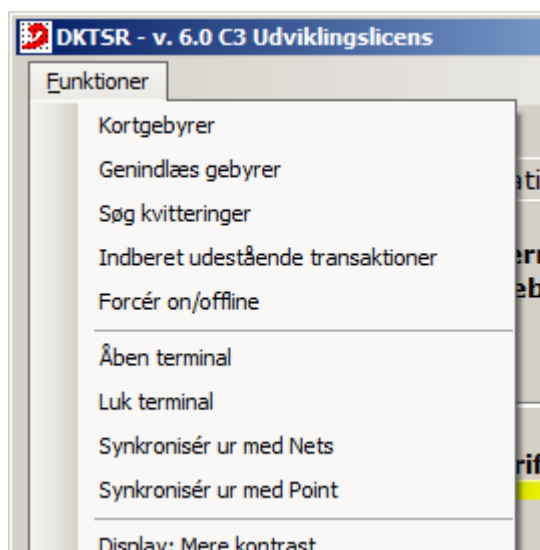 DKTSR - v. 6.0 C3 Udviklingslicens
Funktioner
Kortgebyrer
Genindlæs gebyrer
Søg kvitteringer
Indberet udestående transaktioner
Forcér on/offline
Åben terminal
Luk terminal
Synkronisér ur med Nets
Synkronisér ur med Point
Display: Mere kontrast